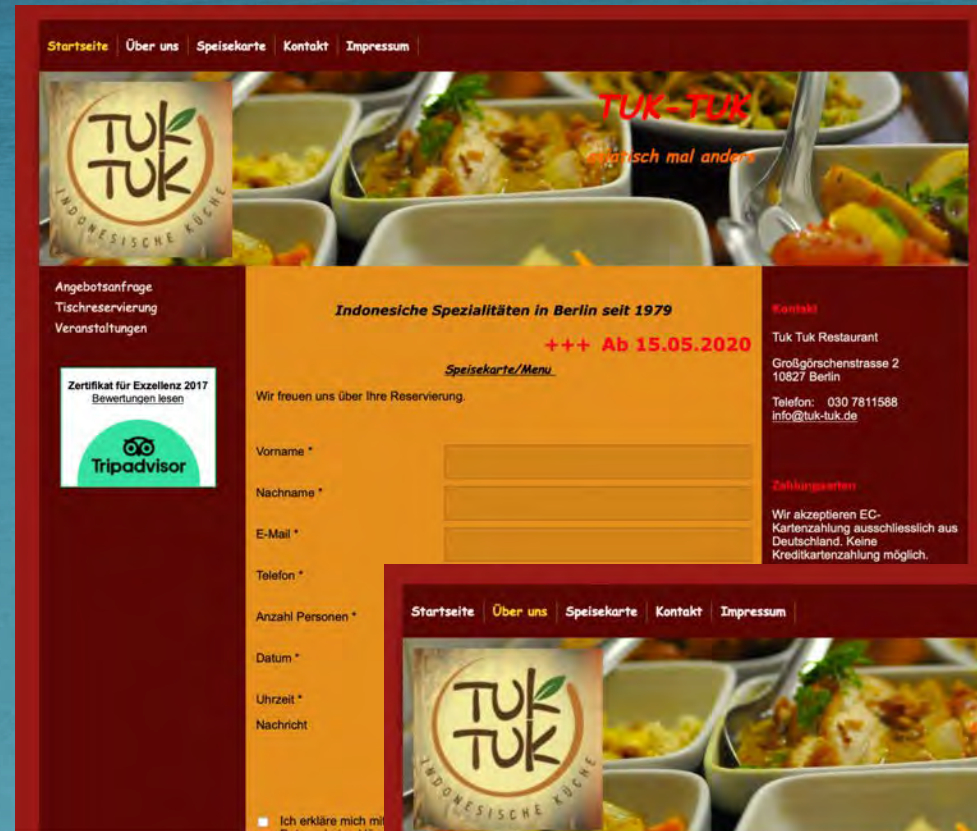 Startseite Über uns Speisekarte Kontakt Impressum
TUK
TUK
INDONESISCHE KÜCHE
TUK-TUK
asiatisch mal anders
Angebotsanfrage
Tischreservierung
Veranstaltungen
Zertifikat für Exzellenz 2017
Bewertungen lesen
Tripadvisor
Indonesiche Spezialitäten in Berlin seit 1979
+++ Ab 15.05.2020
Speisekarte/Menu
Wir freuen uns über Ihre Reservierung.
Vorname *
Nachname *
E-Mail *
Telefon *
Anzahl Personen *
Datum *
Uhrzeit *
Nachricht
Ich erkläre mich mit
Kontakt
Tuk Tuk Restaurant
Großgörschenstrasse 2
10827 Berlin
Telefon: 030 7811588
info@tuk-tuk.de
Zahlungsarten
Wir akzeptieren EC-
Kartenzahlung ausschliesslich aus
Deutschland. Keine
Kreditkartenzahlung möglich.
Startseite Über uns Speisekarte Kontakt Impressum
TUK
TUK
INDONESISCHE KÜCHE